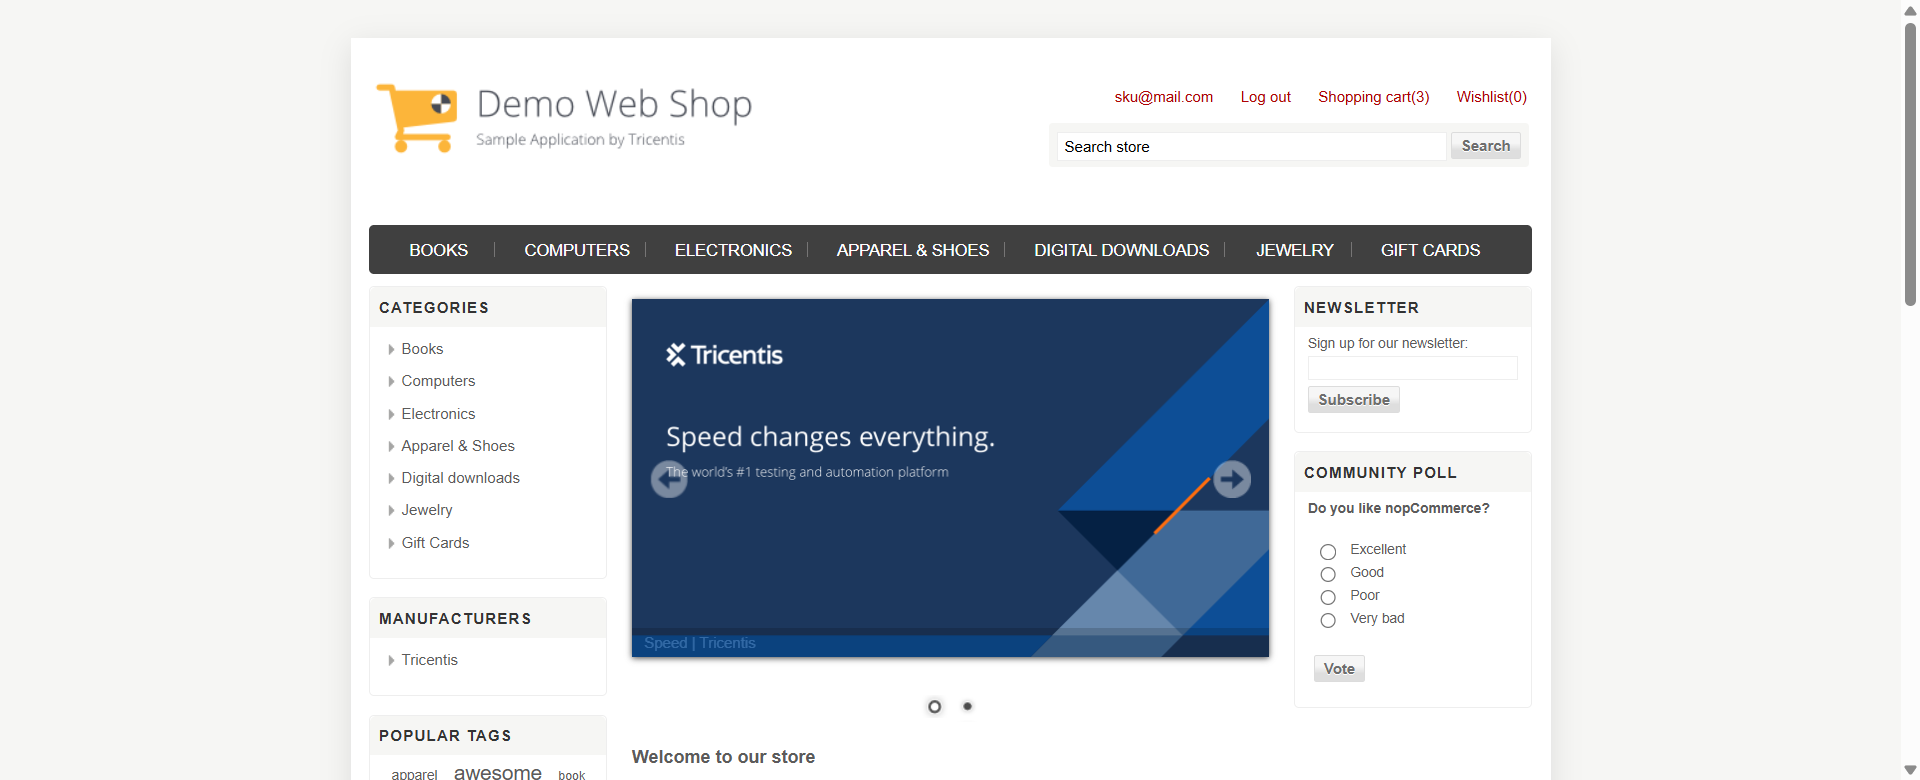 Demo Web Shop
Sample Application by Tricentis
sku@mail.com Log out Shopping cart(3) Wishlist(0)
Search store Search
BOOKS COMPUTERS ELECTRONICS APPAREL & SHOES DIGITAL DOWNLOADS JEWELRY GIFT CARDS
CATEGORIES
Books
Computers
Electronics
Apparel & Shoes
Digital downloads
Jewelry
Gift Cards
MANUFACTURERS
Tricentis
POPULAR TAGS
apparel awesome book
Tricentis
Speed changes everything.
The world's #1 testing and automation platform
Speed | Tricentis
Welcome to our store
NEWSLETTER
Sign up for our newsletter:
Subscribe
COMMUNITY POLL
Do you like nopCommerce?
Excellent
Good
Poor
Very bad
Vote